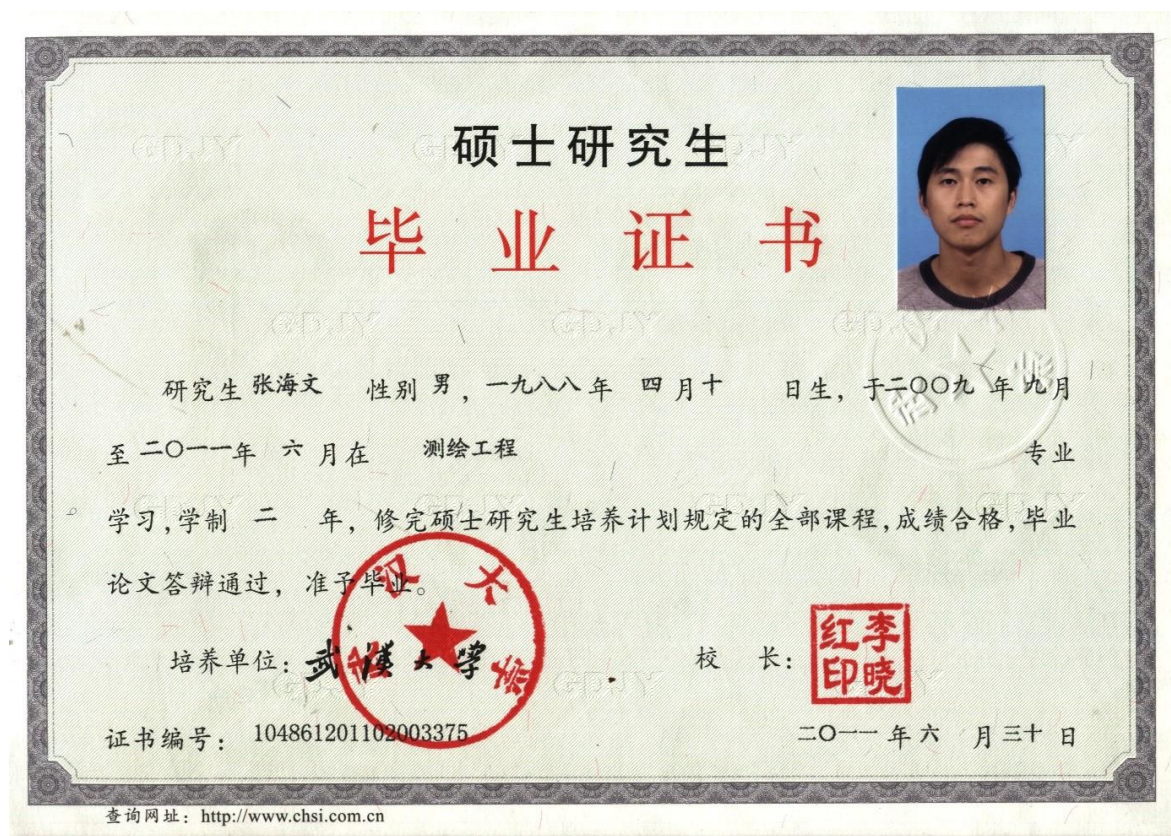 硕士研究生
毕业证书
研究生 张海文 性别 男，一九八八 年 四 月 十 日生，于二〇〇九 年 九月
至 二〇一一年 六 月在 测绘工程 专业
学习,学制 二 年，修完硕士研究生培养计划规定的全部课程,成绩合格,毕业
论文答辩通过，准予毕业。
武汉大学
培养单位：武漢大學
校 长：
李晓红印
证书编号：104861201102003375
二〇一一 年 六 月 三十 日
查询网址：http://www.chsi.com.cn